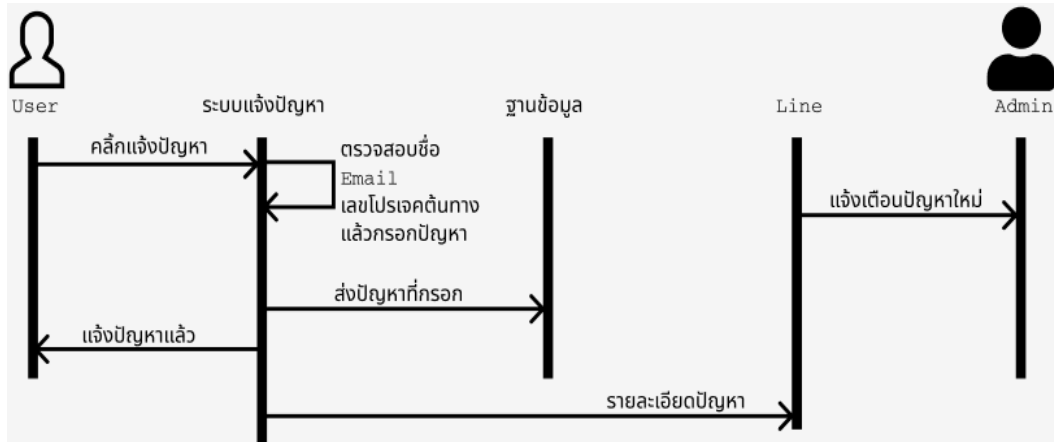 User
ระบบแจ้งปัญหา
ฐานข้อมูล
Line
Admin
คลิ๊กแจ้งปัญหา
ตรวจสอบชื่อ
Email
เลขโปรเจคต้นทาง
แล้วกรอกปัญหา
แจ้งเตือนปัญหาใหม่
ส่งปัญหาที่กรอก
แจ้งปัญหาแล้ว
รายละเอียดปัญหา